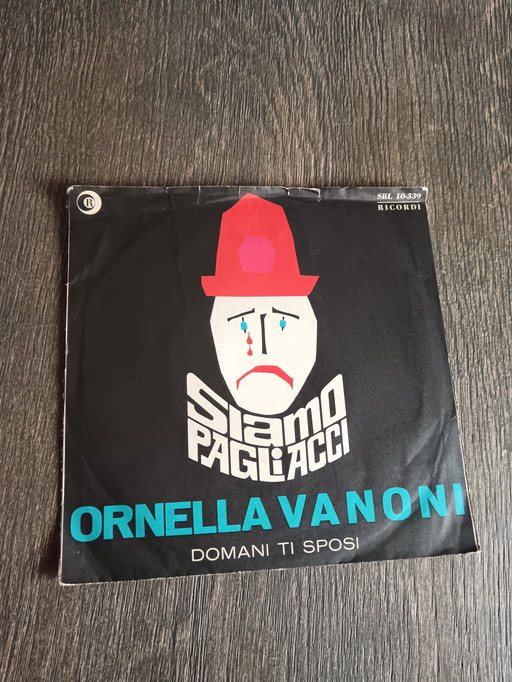 R
SRL 10-339
RICORDI
SIaMO
PAGLiACCI
ORNELLA VANONI
DOMANI TI SPOSI